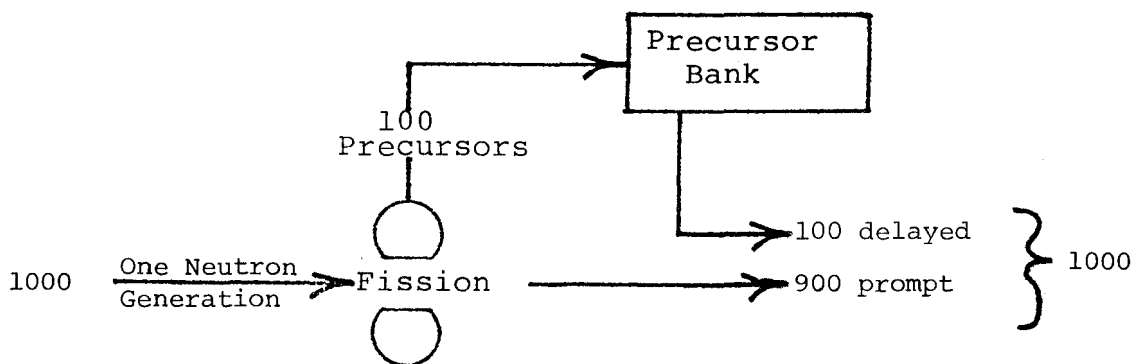 Precursor
Bank
100
Precursors
100 delayed
1000
One Neutron
Generation
Fission
900 prompt
1000